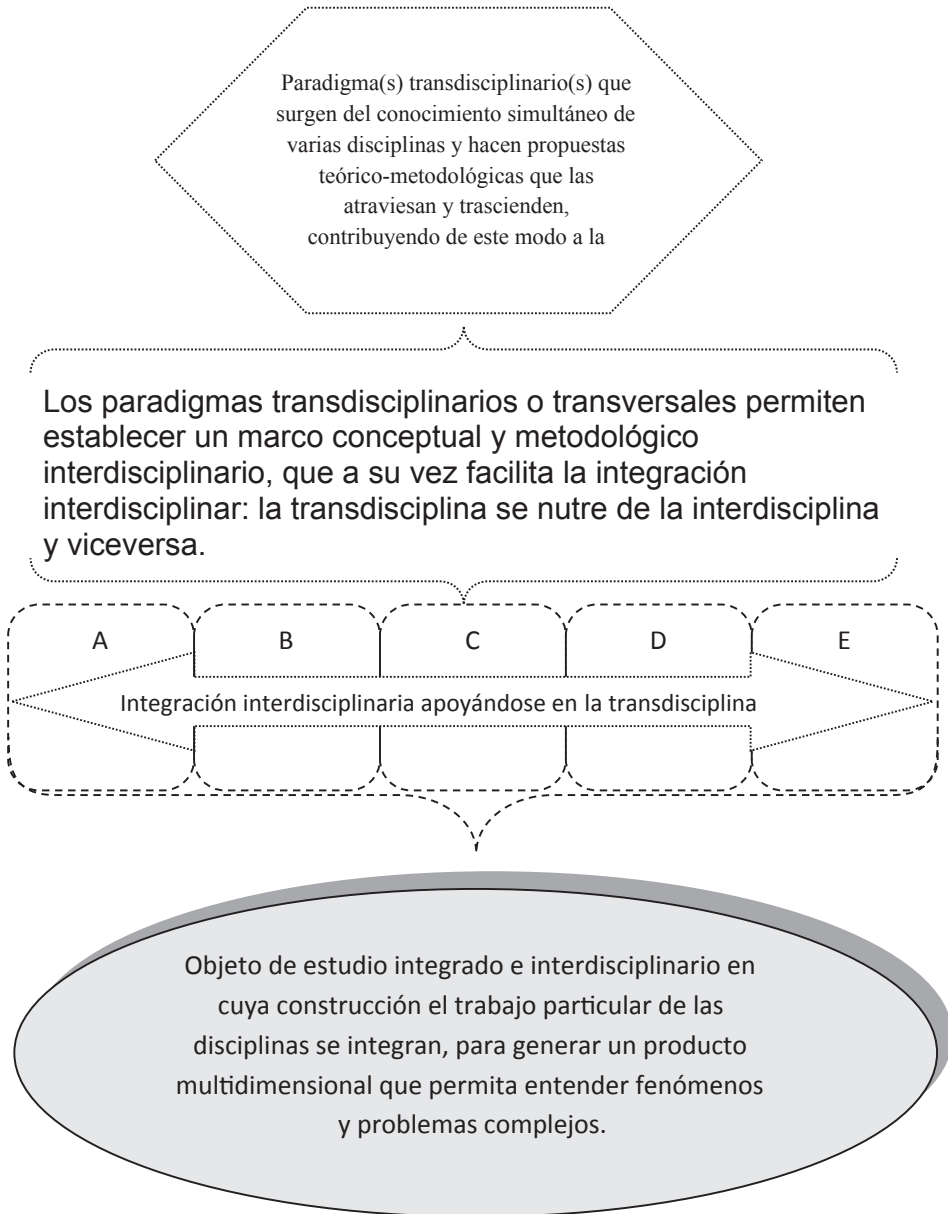 Paradigma(s) transdisciplinario(s) que
surgen del conocimiento simultáneo de
varias disciplinas y hacen propuestas
teórico-metodológicas que las
atraviesan y trascienden,
contribuyendo de este modo a la
Los paradigmas transdisciplinarios o transversales permiten
establecer un marco conceptual y metodológico
interdisciplinario, que a su vez facilita la integración
interdisciplinar: la transdisciplina se nutre de la interdisciplina
y viceversa.
A B C D E
Integración interdisciplinaria apoyándose en la transdisciplina
Objeto de estudio integrado e interdisciplinario en
cuya construcción el trabajo particular de las
disciplinas se integran, para generar un producto
multidimensional que permita entender fenómenos
y problemas complejos.